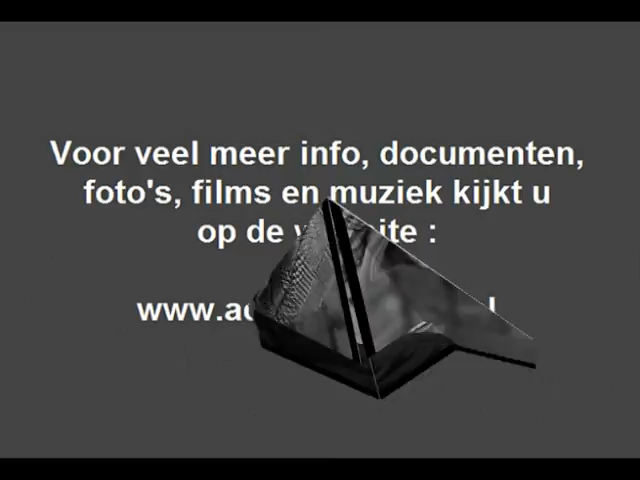 Voor veel meer info, documenten,
foto's, films en muziek kijkt u
op de :
www.